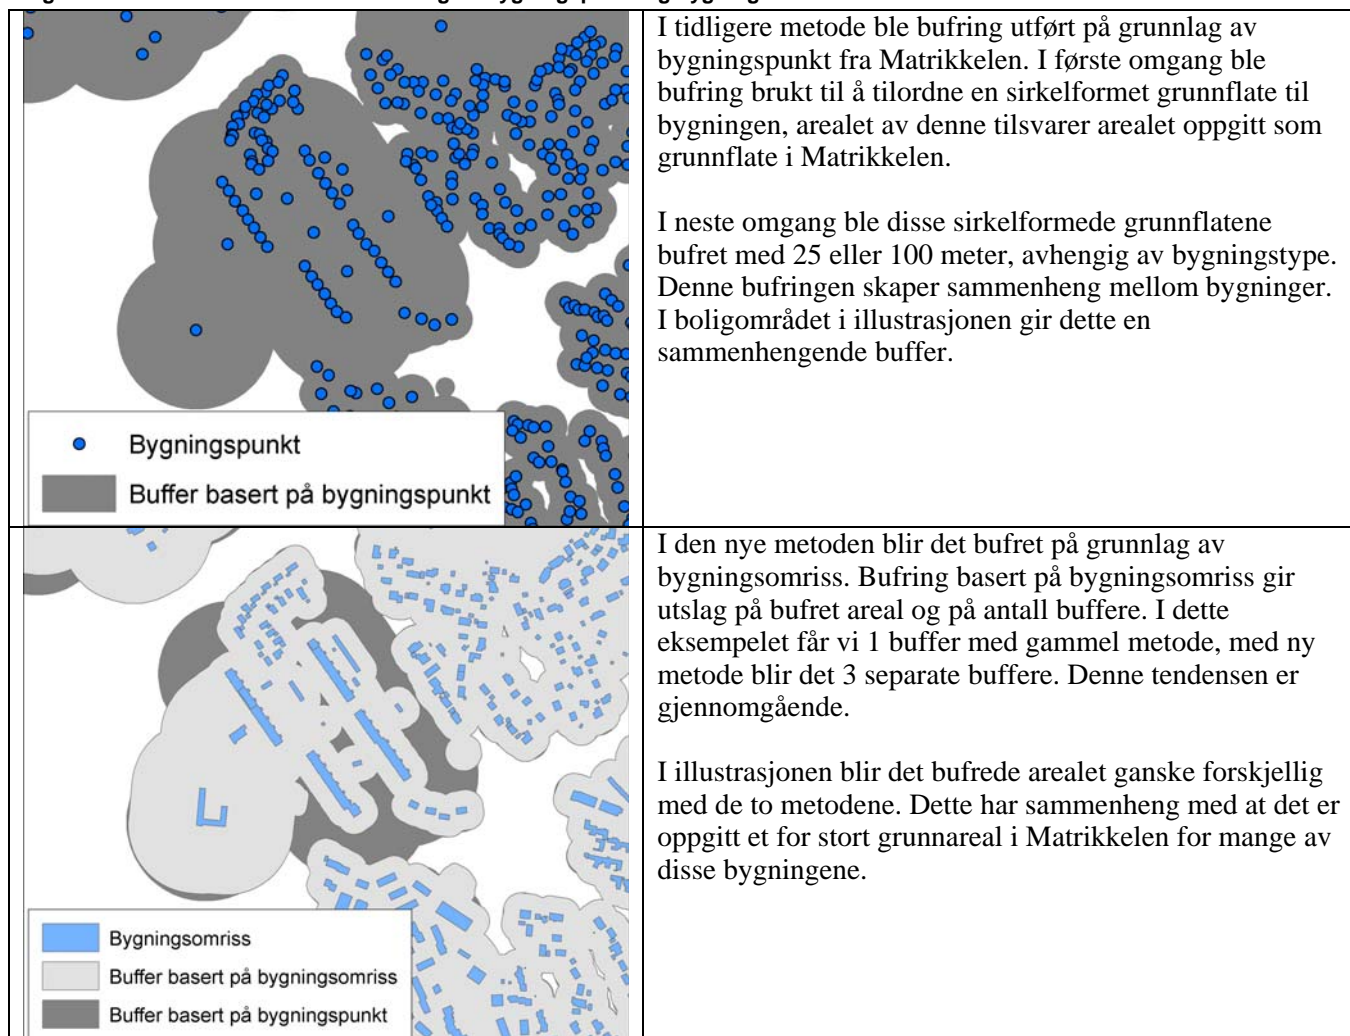 I tidligere metode ble bufring utført på grunnlag av
bygningspunkt fra Matrikkelen. I første omgang ble
bufring brukt til å tilordne en sirkelformet grunnflate til
bygningen, arealet av denne tilsvarer arealet oppgitt som
grunnflate i Matrikkelen.
I neste omgang ble disse sirkelformede grunnflatene
bufret med 25 eller 100 meter, avhengig av bygningstype.
Denne bufringen skaper sammenheng mellom bygninger.
I boligområdet i illustrasjonen gir dette en
sammenhengende buffer.
Bygningspunkt
Buffer basert på bygningspunkt
I den nye metoden blir det bufret på grunnlag av
bygningsomriss. Bufring basert på bygningsomriss gir
utslag på bufret areal og på antall buffere. I dette
eksempelet får vi 1 buffer med gammel metode, med ny
metode blir det 3 separate buffere. Denne tendensen er
gjennomgående.
I illustrasjonen blir det bufrede arealet ganske forskjellig
med de to metodene. Dette har sammenheng med at det er
oppgitt et for stort grunnareal i Matrikkelen for mange av
disse bygningene.
Bygningsomriss
Buffer basert på bygningsomriss
Buffer basert på bygningspunkt